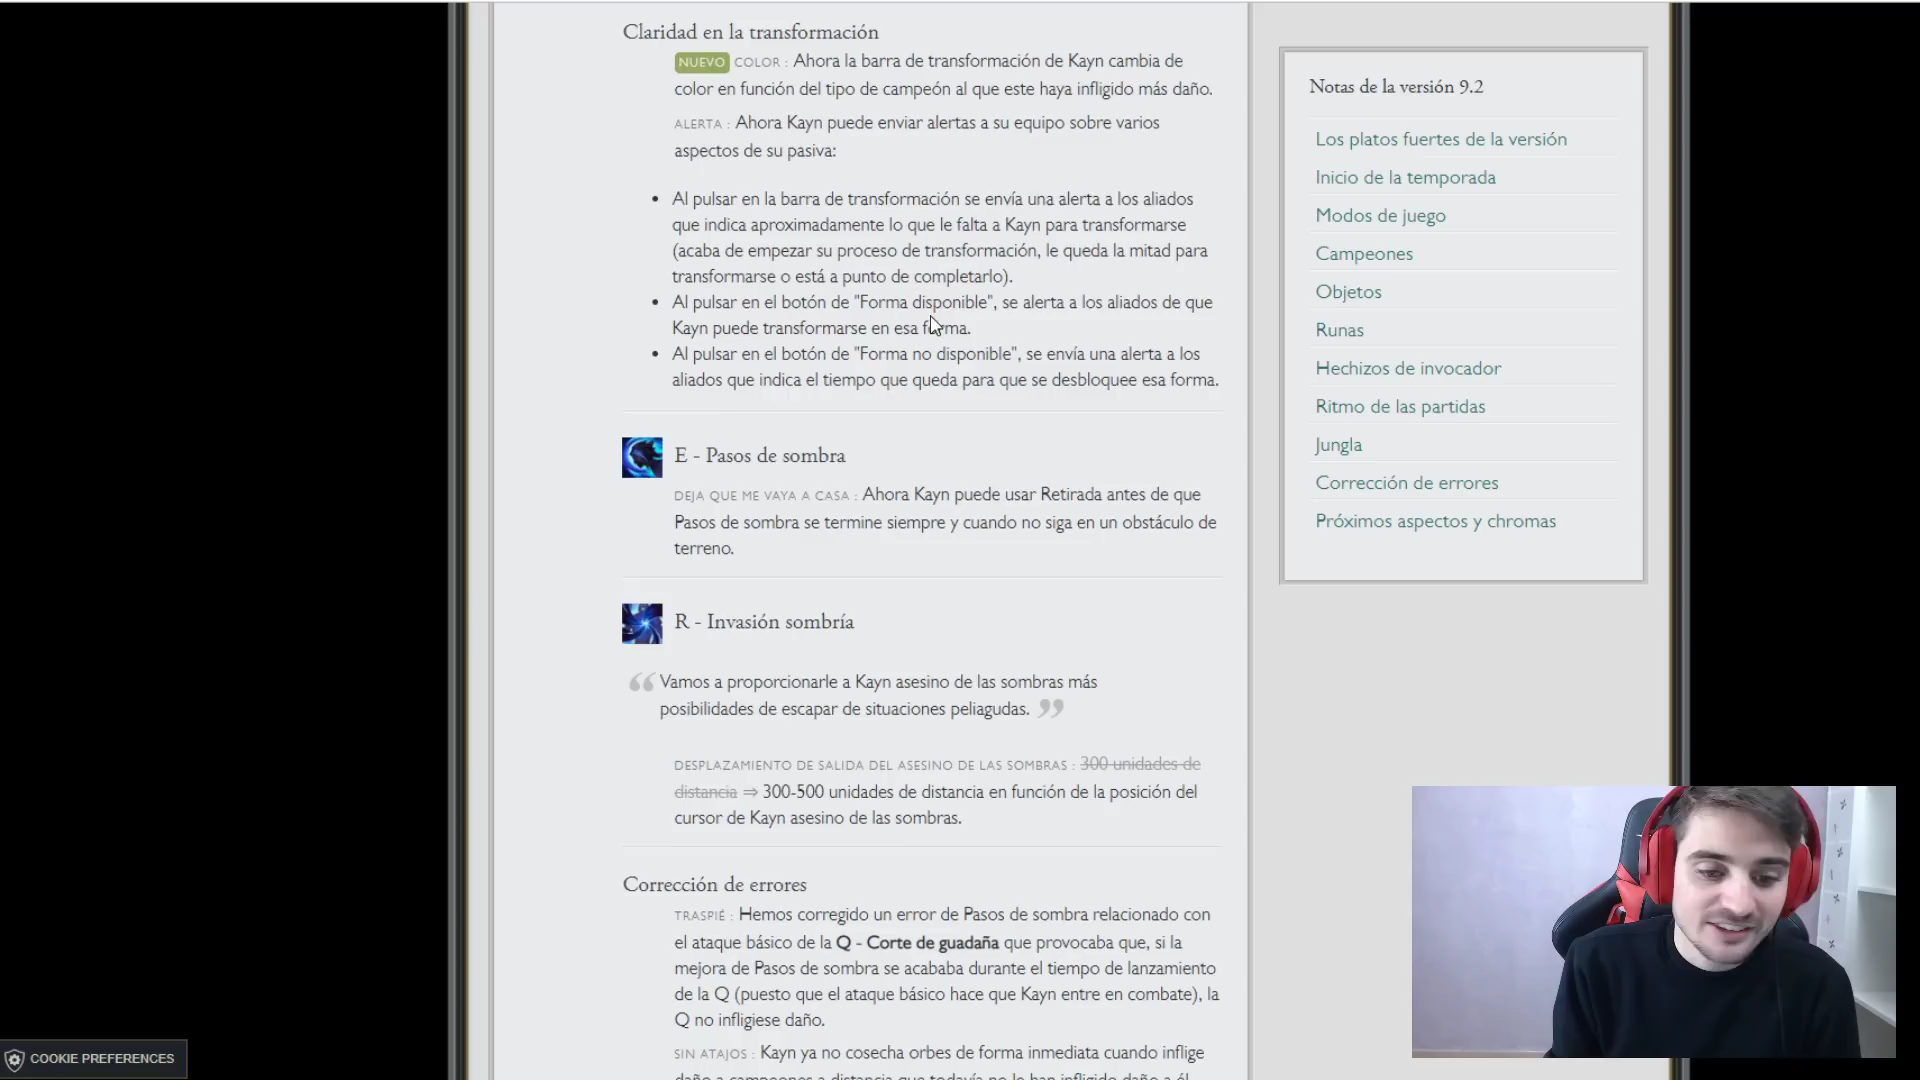 Claridad en la transformación
NUEVO COLOR : Ahora la barra de transformación de Kayn cambia de
color en función del tipo de campeón al que este haya infligido más daño.
ALERTA : Ahora Kayn puede enviar alertas a su equipo sobre varios
aspectos de su pasiva:
• Al pulsar en la barra de transformación se envía una alerta a los aliados
que indica aproximadamente lo que le falta a Kayn para transformarse
(acaba de empezar su proceso de transformación, le queda la mitad para
transformarse o está a punto de completarlo).
• Al pulsar en el botón de "Forma disponible", se alerta a los aliados de que
Kayn puede transformarse en esa forma.
• Al pulsar en el botón de "Forma no disponible", se envía una alerta a los
aliados que indica el tiempo que queda para que se desbloquee esa forma.
E - Pasos de sombra
DEJA QUE ME VAYA A CASA : Ahora Kayn puede usar Retirada antes de que
Pasos de sombra se termine siempre y cuando no siga en un obstáculo de
terreno.
R - Invasión sombría
“ Vamos a proporcionarle a Kayn asesino de las sombras más
posibilidades de escapar de situaciones peliagudas. ”
DESPLAZAMIENTO DE SALIDA DEL ASESINO DE LAS SOMBRAS : 300 unidades de
distancia ⇒ 300-500 unidades de distancia en función de la posición del
cursor de Kayn asesino de las sombras.
Corrección de errores
TRASPIÉ : Hemos corregido un error de Pasos de sombra relacionado con
el ataque básico de la Q - Corte de guadaña que provocaba que, si la
mejora de Pasos de sombra se acababa durante el tiempo de lanzamiento
de la Q (puesto que el ataque básico hace que Kayn entre en combate), la
Q no infligiese daño.
SIN ATAJOS : Kayn ya no cosecha orbes de forma inmediata cuando inflige
daño a campeones a distancia que todavía no le han infligido daño a él
Notas de la versión 9.2
Los platos fuertes de la versión
Inicio de la temporada
Modos de juego
Campeones
Objetos
Runas
Hechizos de invocador
Ritmo de las partidas
Jungla
Corrección de errores
Próximos aspectos y chromas
COOKIE PREFERENCES